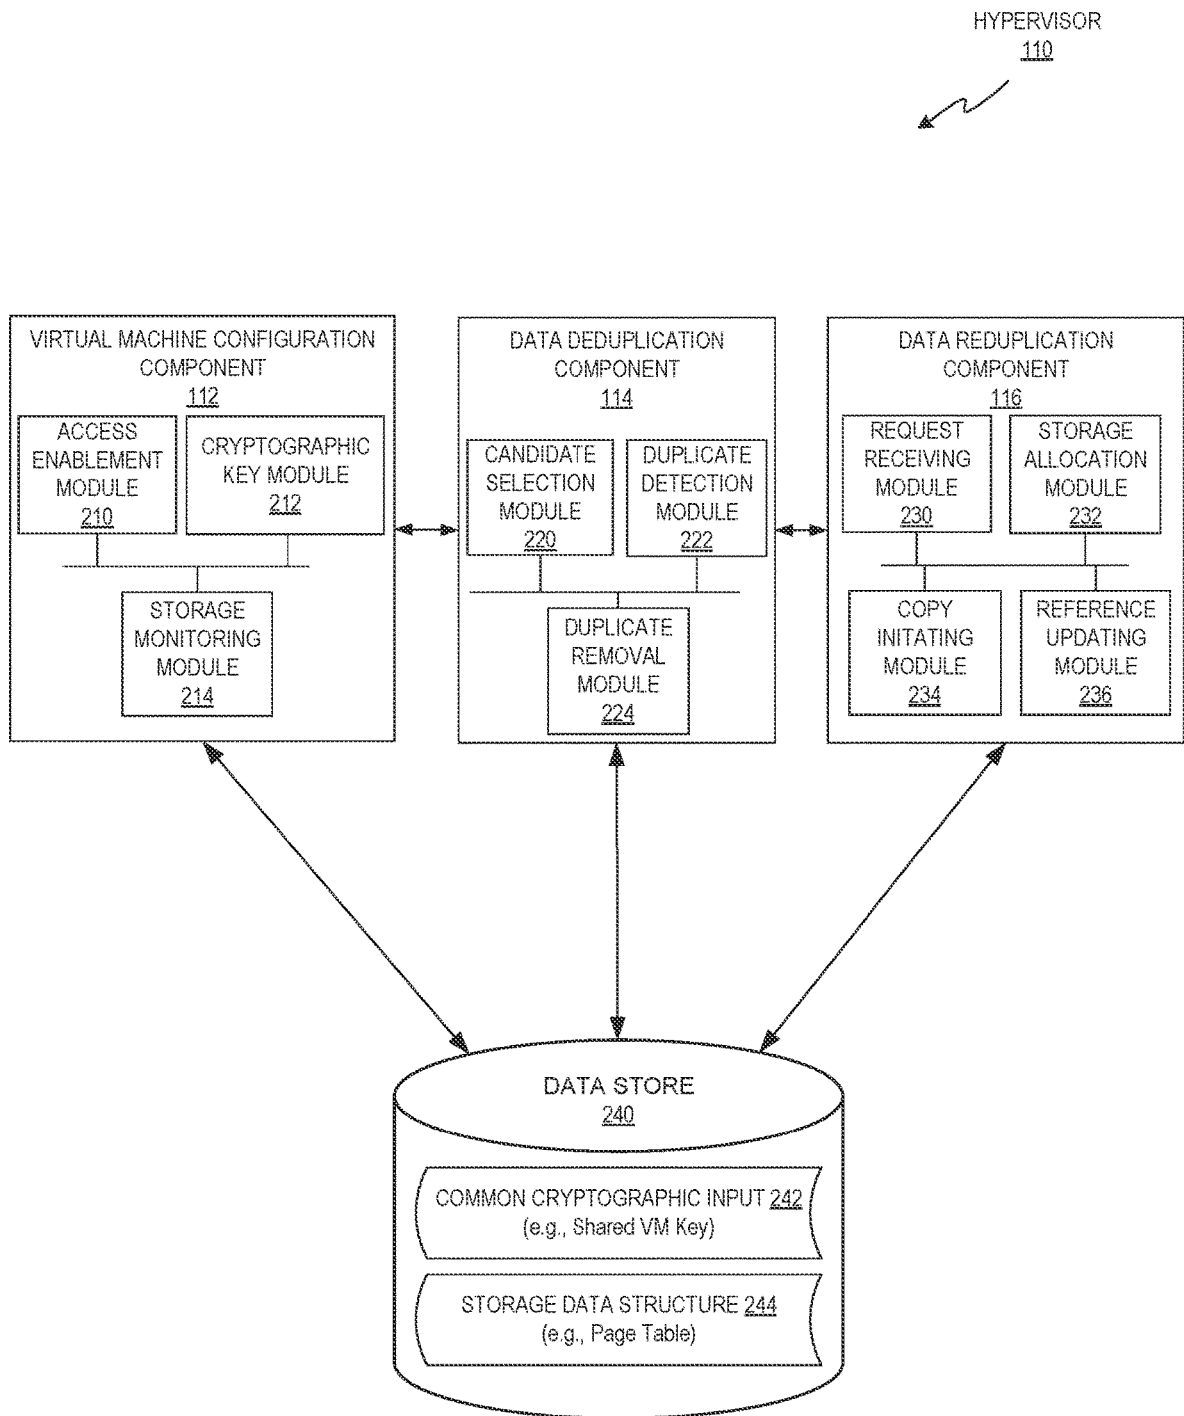 HYPERVISOR
110
VIRTUAL MACHINE CONFIGURATION
COMPONENT
112
ACCESS
ENABLEMENT
MODULE
210
CRYPTOGRAPHIC
KEY MODULE
212
STORAGE
MONITORING
MODULE
214
DATA DEDUPLICATION
COMPONENT
114
CANDIDATE
SELECTION
MODULE
220
DUPLICATE
DETECTION
MODULE
222
DUPLICATE
REMOVAL
MODULE
224
DATA REDUPLICATION
COMPONENT
116
REQUEST
RECEIVING
MODULE
230
STORAGE
ALLOCATION
MODULE
232
COPY
INITATING
MODULE
234
REFERENCE
UPDATING
MODULE
236
DATA STORE
240
COMMON CRYPTOGRAPHIC INPUT 242
(e.g., Shared VM Key)
STORAGE DATA STRUCTURE 244
(e.g., Page Table)